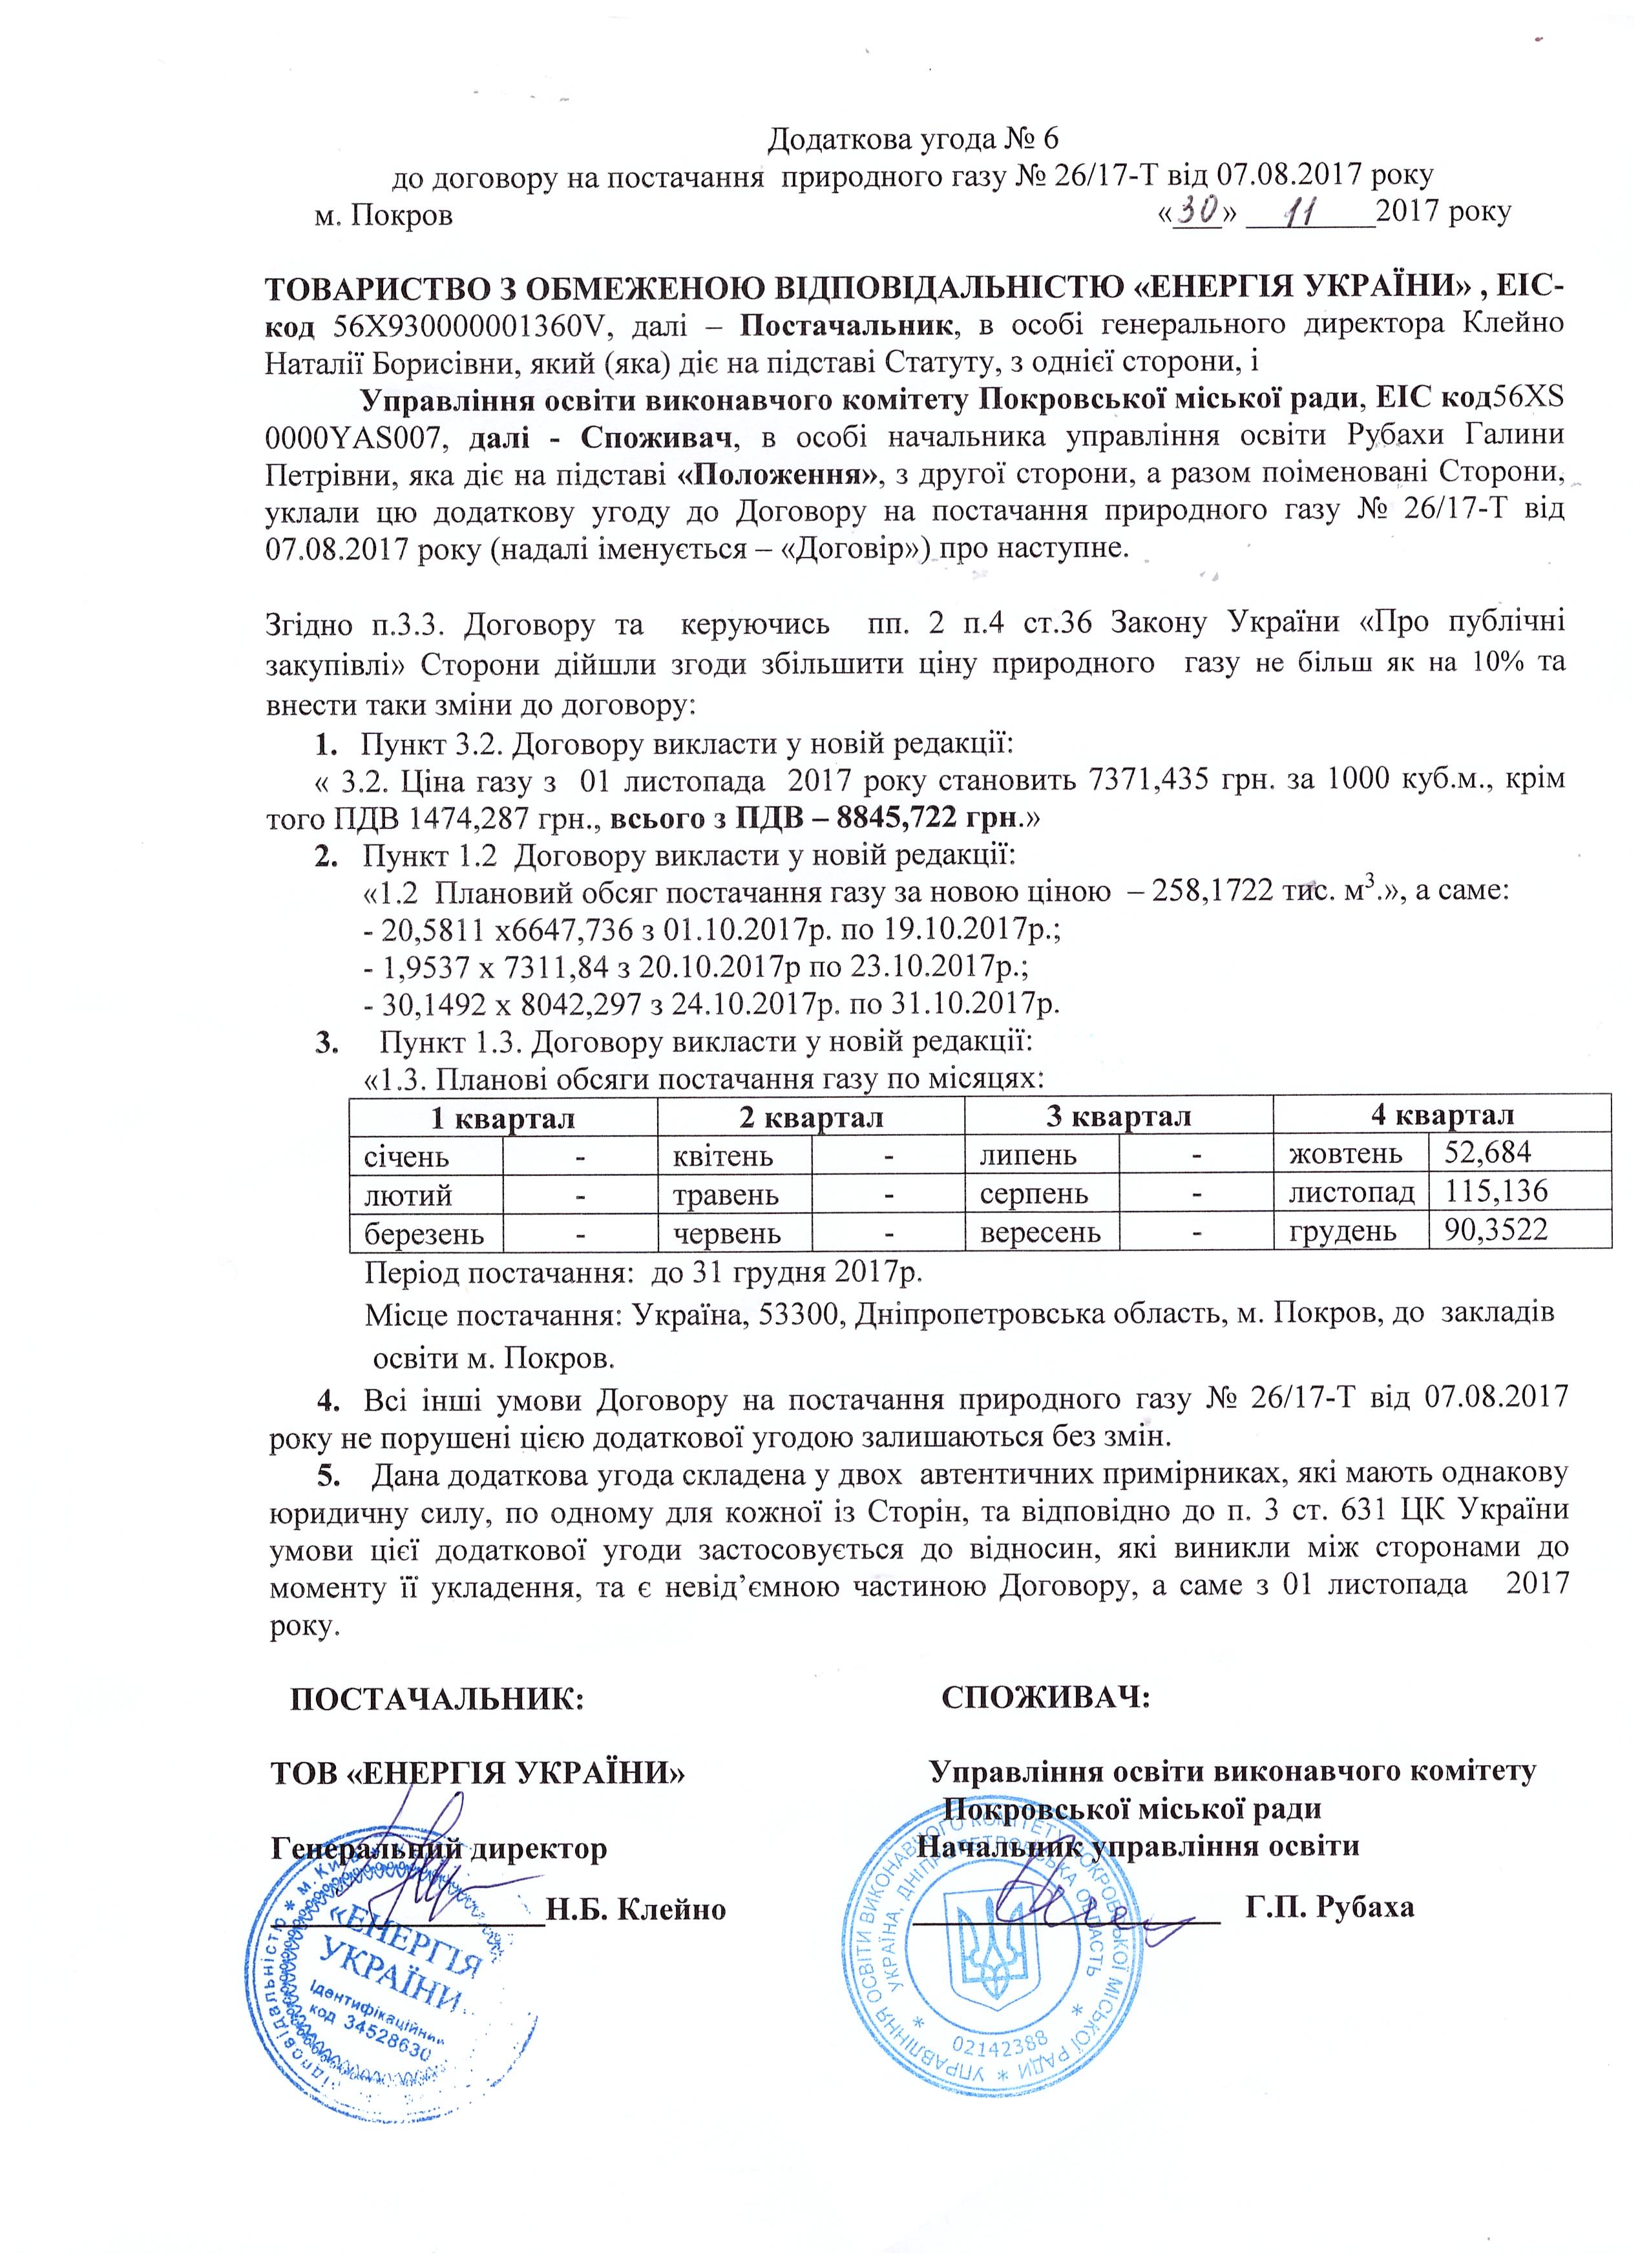 Додаткова угода № 6
до договору на постачання природного газу № 26/17-Т від 07.08.2017 року
м. Покров «30» 11 2017 року
ТОВАРИСТВО З ОБМЕЖЕНОЮ ВІДПОВІДАЛЬНІСТЮ «ЕНЕРГІЯ УКРАЇНИ» , ЕІС-
код 56X930000001360V, далі – Постачальник, в особі генерального директора Клейно
Наталії Борисівни, який (яка) діє на підставі Статуту, з однієї сторони, і
Управління освіти виконавчого комітету Покровської міської ради, ЕІС код56XS
0000YAS007, далі - Споживач, в особі начальника управління освіти Рубахи Галини
Петрівни, яка діє на підставі «Положення», з другої сторони, а разом поіменовані Сторони,
уклали цю додаткову угоду до Договору на постачання природного газу № 26/17-Т від
07.08.2017 року (надалі іменується – «Договір») про наступне.
Згідно п.3.3. Договору та керуючись пп. 2 п.4 ст.36 Закону України «Про публічні
закупівлі» Сторони дійшли згоди збільшити ціну природного газу не більш як на 10% та
внести таки зміни до договору:
1. Пункт 3.2. Договору викласти у новій редакції:
« 3.2. Ціна газу з 01 листопада 2017 року становить 7371,435 грн. за 1000 куб.м., крім
того ПДВ 1474,287 грн., всього з ПДВ – 8845,722 грн.»
2. Пункт 1.2 Договору викласти у новій редакції:
«1.2 Плановий обсяг постачання газу за новою ціною – 258,1722 тис. м³.», а саме:
- 20,5811 х6647,736 з 01.10.2017р. по 19.10.2017р.;
- 1,9537 х 7311,84 з 20.10.2017р по 23.10.2017р.;
- 30,1492 х 8042,297 з 24.10.2017р. по 31.10.2017р.
3. Пункт 1.3. Договору викласти у новій редакції:
«1.3. Планові обсяги постачання газу по місяцях:
1 квартал 2 квартал 3 квартал 4 квартал
січень - квітень - липень - жовтень 52,684
лютий - травень - серпень - листопад 115,136
березень - червень - вересень - грудень 90,3522
Період постачання: до 31 грудня 2017р.
Місце постачання: Україна, 53300, Дніпропетровська область, м. Покров, до закладів
освіти м. Покров.
4. Всі інші умови Договору на постачання природного газу № 26/17-Т від 07.08.2017
року не порушені цією додаткової угодою залишаються без змін.
5. Дана додаткова угода складена у двох автентичних примірниках, які мають однакову
юридичну силу, по одному для кожної із Сторін, та відповідно до п. 3 ст. 631 ЦК України
умови цієї додаткової угоди застосовується до відносин, які виникли між сторонами до
моменту її укладення, та є невід’ємною частиною Договору, а саме з 01 листопада 2017
року.
ПОСТАЧАЛЬНИК: СПОЖИВАЧ:
ТОВ «ЕНЕРГІЯ УКРАЇНИ» Управління освіти виконавчого комітету
Покровської міської ради
Генеральний директор Начальник управління освіти
Н.Б. Клейно Г.П. Рубаха
м. Київ
«ЕНЕРГІЯ
УКРАЇНИ
код 34528630
УПРАВЛІННЯ ОСВІТИ ВИКОНАВЧОГО КОМІТЕТУ ПОКРОВСЬКОЇ МІСЬКОЇ РАДИ
УКРАЇНА, ДНІПРОПЕТРОВСЬКА ОБЛАСТЬ
02142388